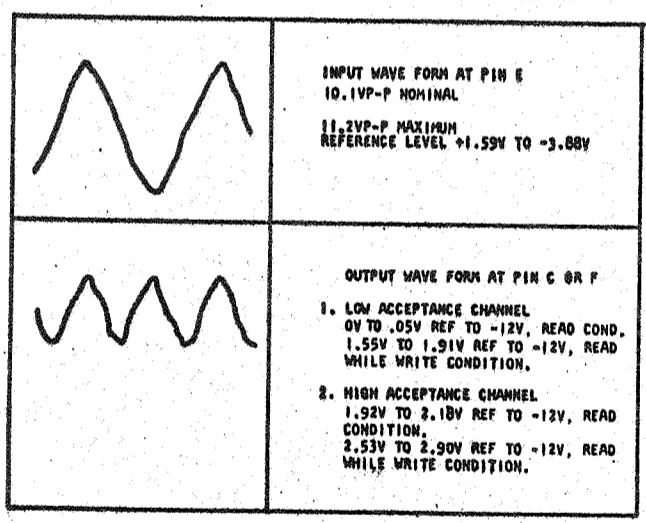 INPUT WAVE FORM AT PIN E
10.1VP-P NOMINAL
11.2VP-P MAXIMUM
REFERENCE LEVEL +1.59V TO -3.88V
OUTPUT WAVE FORM AT PIN C OR F
1. LOW ACCEPTANCE CHANNEL
0V TO .05V REF TO -12V, READ COND.
1.55V TO 1.91V REF TO -12V, READ
WHILE WRITE CONDITION.
2. HIGH ACCEPTANCE CHANNEL
1.92V TO 2.18V REF TO -12V, READ
CONDITION.
2.53V TO 2.90V REF TO -12V, READ
WHILE WRITE CONDITION.